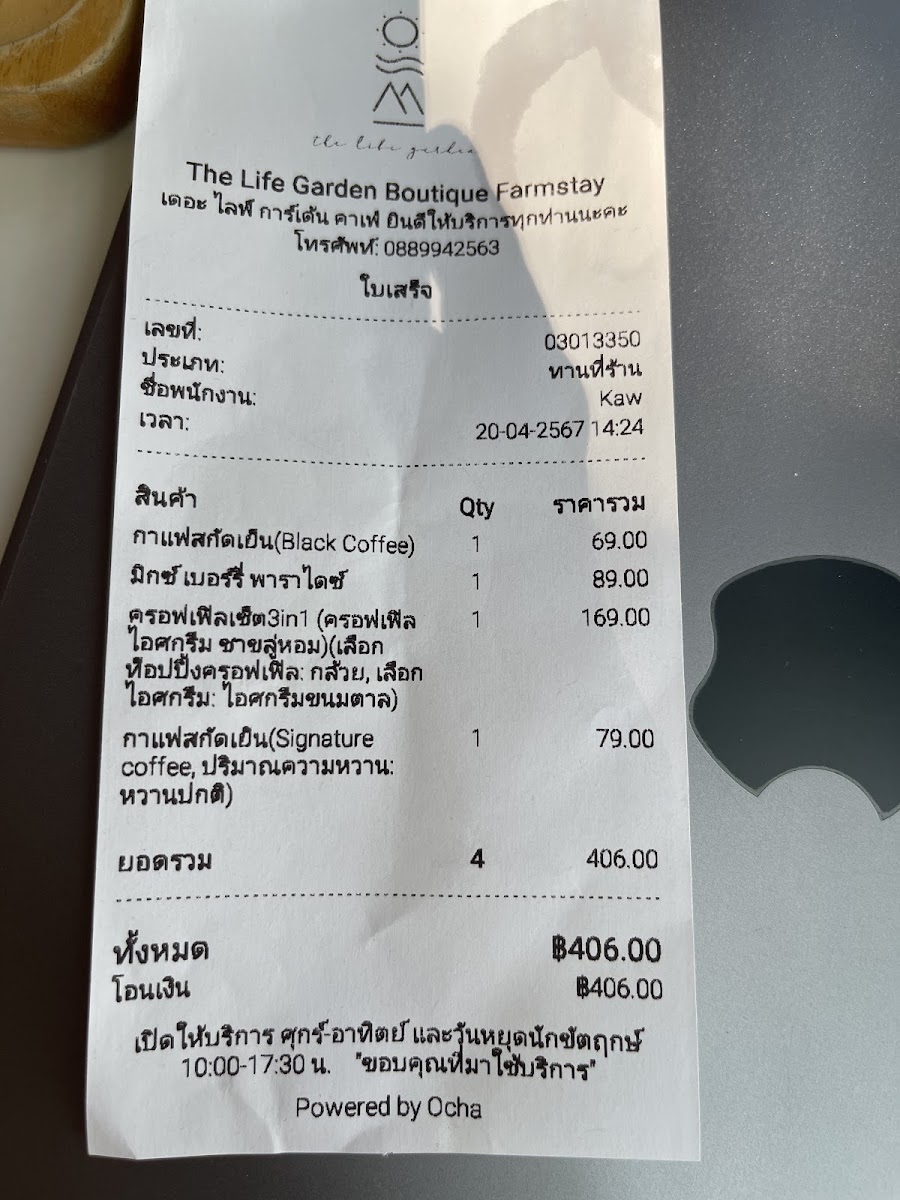 the life garden
The Life Garden Boutique Farmstay
เดอะ ไลฟ์ การ์เด้น คาเฟ่ ยินดีให้บริการทุกท่านนะคะ
โทรศัพท์: 0889942563
ใบเสร็จ
เลขที่: 03013350
ประเภท: ทานที่ร้าน
ชื่อพนักงาน: Kaw
เวลา: 20-04-2567 14:24
สินค้า Qty ราคารวม
กาแฟสกัดเย็น(Black Coffee) 1 69.00
มิกซ์ เบอร์รี่ พาราไดซ์ 1 89.00
ครอฟเฟิลเซ็ต3in1 (ครอฟเฟิล 1 169.00
ไอศกรีม ชาขลู่หอม)(เลือก
ท็อปปิ้งครอฟเฟิล: กล้วย, เลือก
ไอศกรีม: ไอศกรีมขนมตาล)
กาแฟสกัดเย็น(Signature 1 79.00
coffee, ปริมาณความหวาน:
หวานปกติ)
ยอดรวม 4 406.00
ทั้งหมด ฿406.00
โอนเงิน ฿406.00
เปิดให้บริการ ศุกร์-อาทิตย์ และวันหยุดนักขัตฤกษ์
10:00-17:30 น. "ขอบคุณที่มาใช้บริการ"
Powered by Ocha